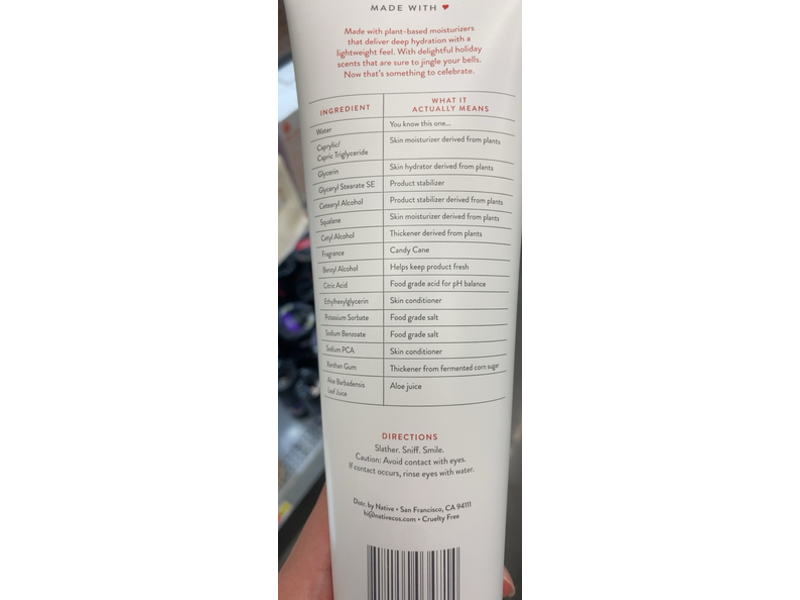 MADE WITH ♥
Made with plant-based moisturizers
that deliver deep hydration with a
lightweight feel. With delightful holiday
scents that are sure to jingle your bells.
Now that's something to celebrate.
INGREDIENT WHAT IT
ACTUALLY MEANS
Water You know this one...
Caprylic/
Capric Triglyceride Skin moisturizer derived from plants
Glycerin Skin hydrator derived from plants
Glyceryl Stearate SE Product stabilizer
Cetearyl Alcohol Product stabilizer derived from plants
Squalane Skin moisturizer derived from plants
Cetyl Alcohol Thickener derived from plants
Fragrance Candy Cane
Benzyl Alcohol Helps keep product fresh
Citric Acid Food grade acid for pH balance
Ethylhexylglycerin Skin conditioner
Potassium Sorbate Food grade salt
Sodium Benzoate Food grade salt
Sodium PCA Skin conditioner
Xanthan Gum Thickener from fermented corn sugar
Aloe Barbadensis
Leaf Juice Aloe juice
DIRECTIONS
Slather. Sniff. Smile.
Caution: Avoid contact with eyes.
If contact occurs, rinse eyes with water.
Distr. by Native • San Francisco, CA 94111
hi@nativecos.com • Cruelty Free